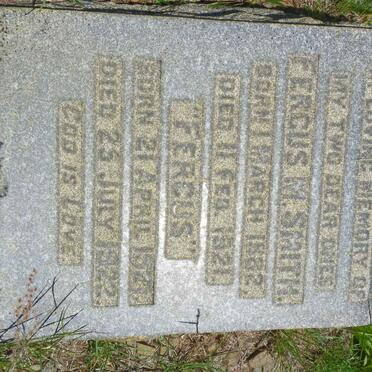 LOVING MEMORY OF
MY TWO DEAR ONES
FERGUS M. SMITH
BORN 1 MARCH
DIED 11 FEB. 1921
"FERGUS"
BORN 21 APRIL 1921
DIED 23 JULY 1922
GOD IS LOVE